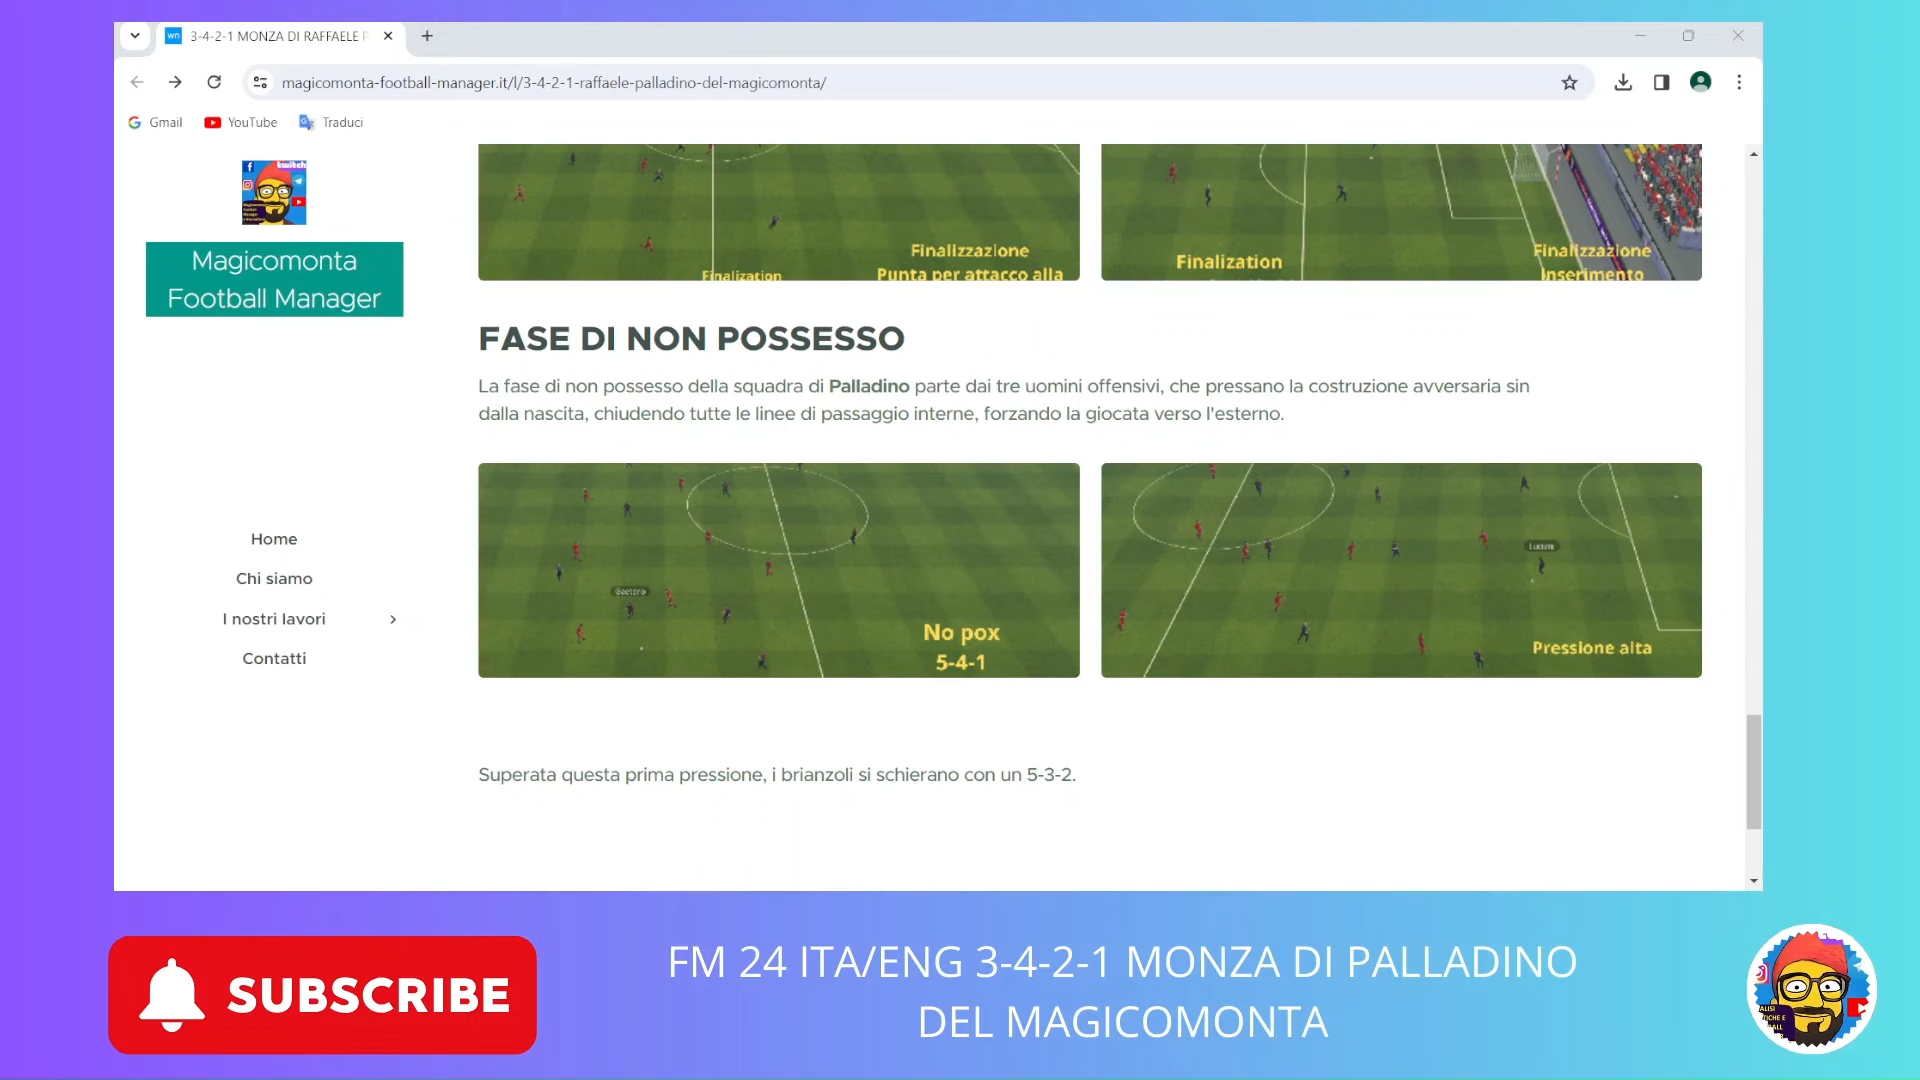 3-4-2-1 MONZA DI RAFFAELE P
magicomonta-football-manager.it/l/3-4-2-1-raffaele-palladino-del-magicomonta/
Gmail
YouTube
Traduci
twitch
Magicomonta
Football Manager
Home
Chi siamo
I nostri lavori
Contatti
Finalization
Finalizzazione
Punta per attacco alla
Finalization
Finalizzazione
Inserimento
FASE DI NON POSSESSO
La fase di non possesso della squadra di Palladino parte dai tre uomini offensivi, che pressano la costruzione avversaria sin
dalla nascita, chiudendo tutte le linee di passaggio interne, forzando la giocata verso l'esterno.
Gaetano
No pox
5-4-1
Pressione alta
Superata questa prima pressione, i brianzoli si schierano con un 5-3-2.
SUBSCRIBE
FM 24 ITA/ENG 3-4-2-1 MONZA DI PALLADINO
DEL MAGICOMONTA